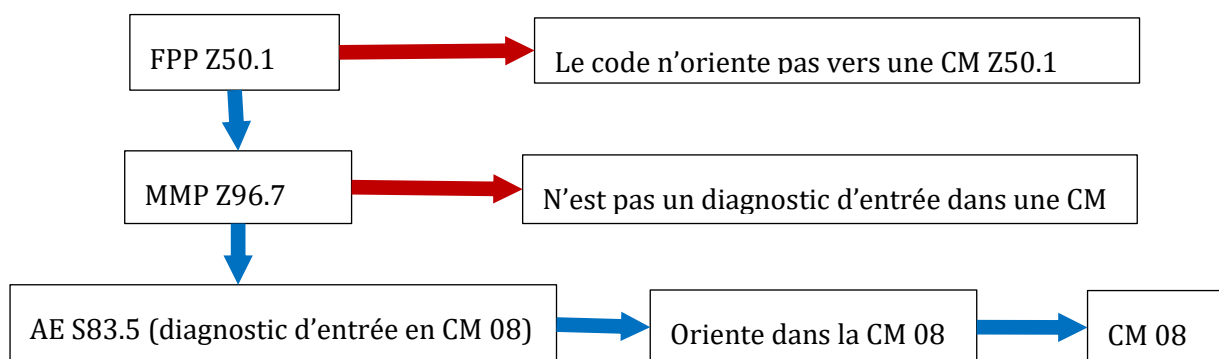 FPP Z50.1
Le code n’oriente pas vers une CM Z50.1
MMP Z96.7
N’est pas un diagnostic d’entrée dans une CM
AE S83.5 (diagnostic d’entrée en CM 08)
Oriente dans la CM 08
CM 08